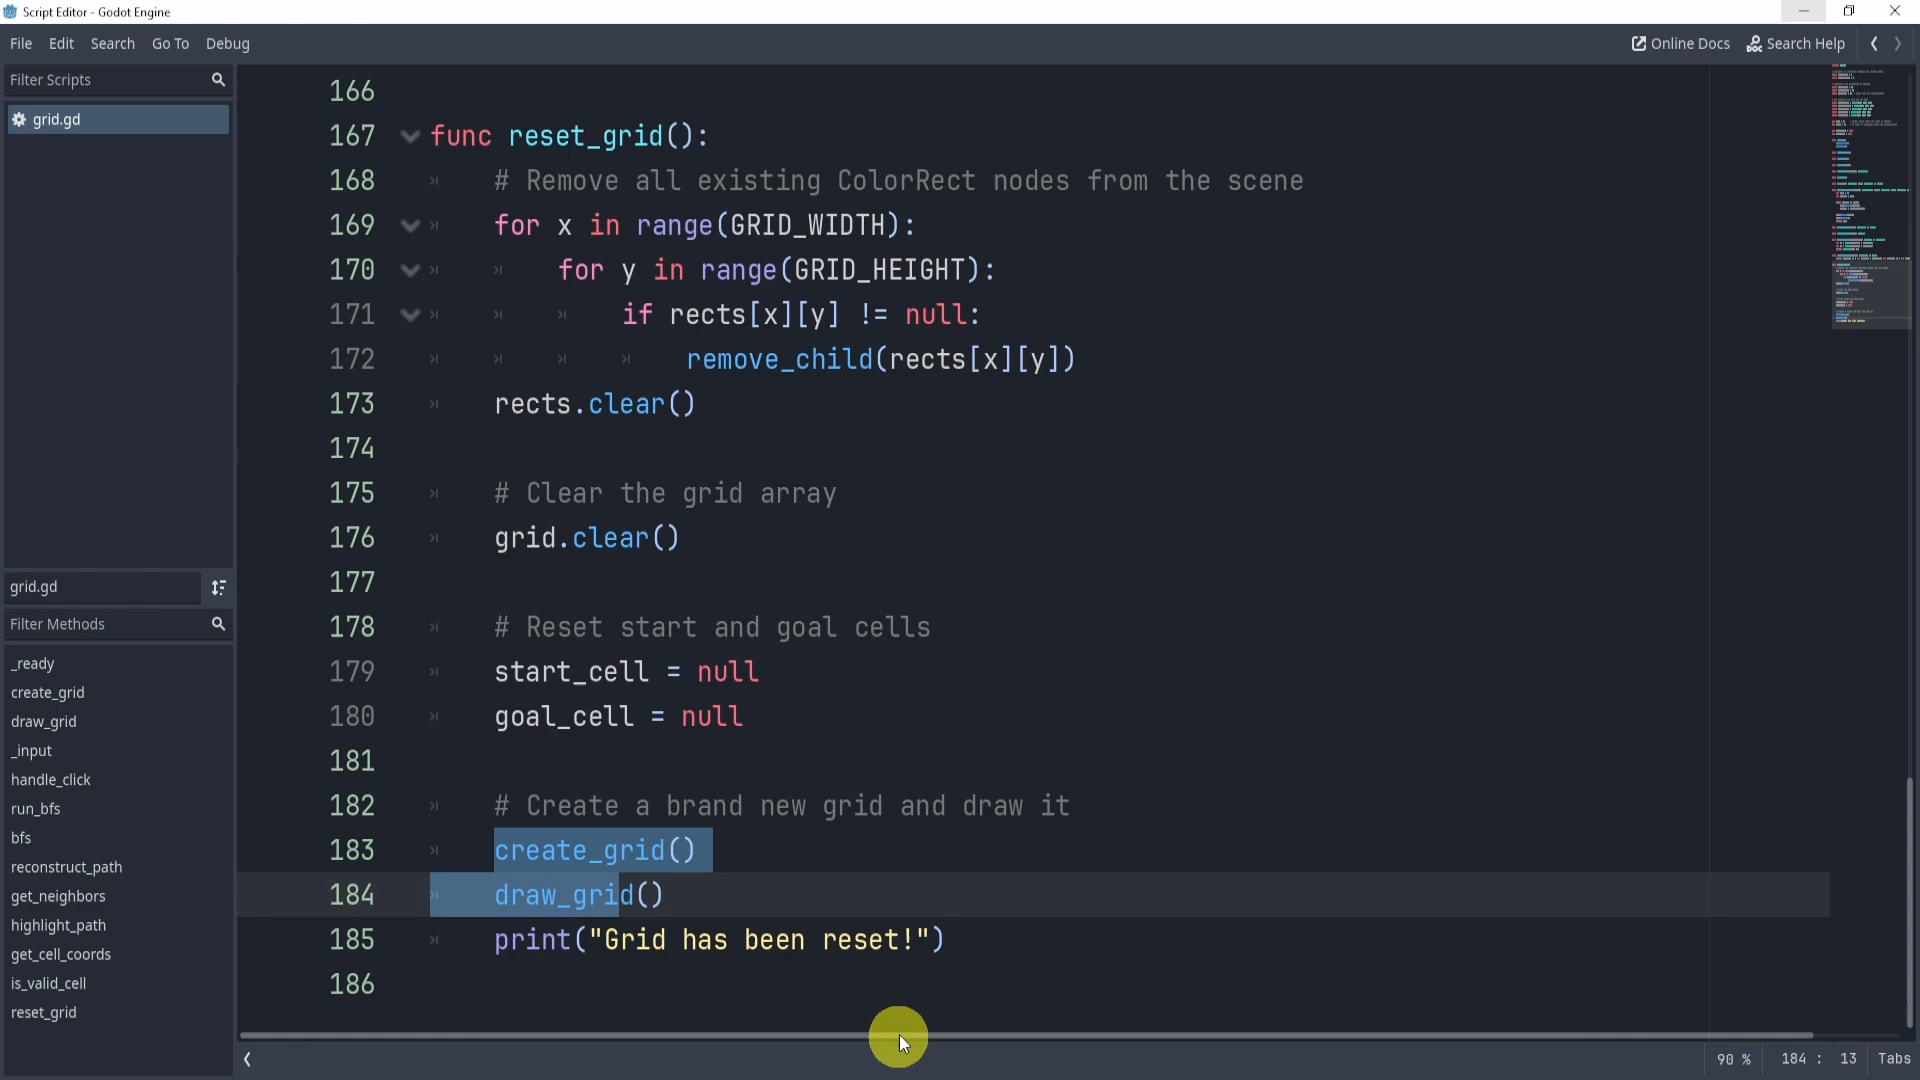 Script Editor - Godot Engine
File Edit Search Go To Debug
Online Docs Search Help
Filter Scripts
grid.gd
grid.gd
Filter Methods
_ready
create_grid
draw_grid
_input
handle_click
run_bfs
bfs
reconstruct_path
get_neighbors
highlight_path
get_cell_coords
is_valid_cell
reset_grid
166
167 func reset_grid():
168 # Remove all existing ColorRect nodes from the scene
169 for x in range(GRID_WIDTH):
170 for y in range(GRID_HEIGHT):
171 if rects[x][y] != null:
172 remove_child(rects[x][y])
173 rects.clear()
174
175 # Clear the grid array
176 grid.clear()
177
178 # Reset start and goal cells
179 start_cell = null
180 goal_cell = null
181
182 # Create a brand new grid and draw it
183 create_grid()
184 draw_grid()
185 print("Grid has been reset!")
186
90 % 184 : 13 Tabs